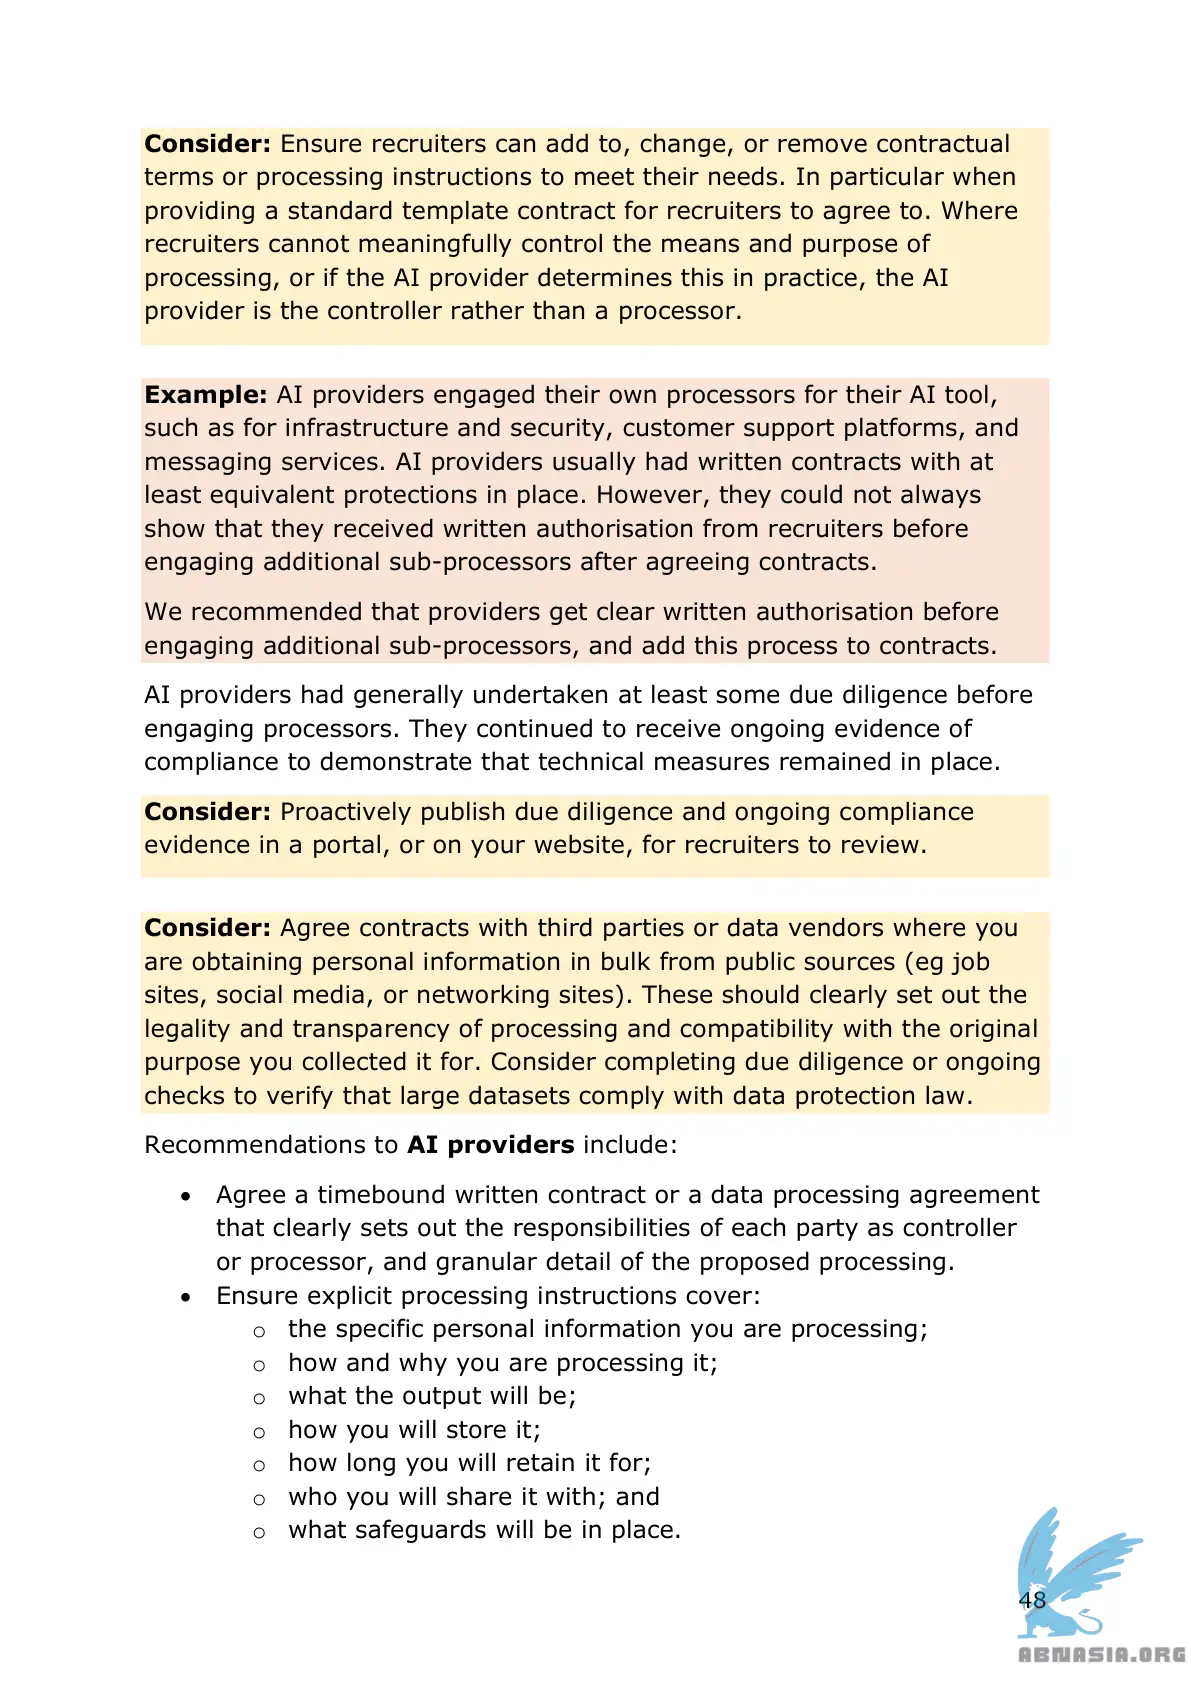 Consider: Ensure recruiters can add to, change, or remove contractual
terms or processing instructions to meet their needs. In particular when
providing a standard template contract for recruiters to agree to. Where
recruiters cannot meaningfully control the means and purpose of
processing, or if the AI provider determines this in practice, the AI
provider is the controller rather than a processor.
Example: AI providers engaged their own processors for their AI tool,
such as for infrastructure and security, customer support platforms, and
messaging services. AI providers usually had written contracts with at
least equivalent protections in place. However, they could not always
show that they received written authorisation from recruiters before
engaging additional sub-processors after agreeing contracts.
We recommended that providers get clear written authorisation before
engaging additional sub-processors, and add this process to contracts.
AI providers had generally undertaken at least some due diligence before
engaging processors. They continued to receive ongoing evidence of
compliance to demonstrate that technical measures remained in place.
Consider: Proactively publish due diligence and ongoing compliance
evidence in a portal, or on your website, for recruiters to review.
Consider: Agree contracts with third parties or data vendors where you
are obtaining personal information in bulk from public sources (eg job
sites, social media, or networking sites). These should clearly set out the
legality and transparency of processing and compatibility with the original
purpose you collected it for. Consider completing due diligence or ongoing
checks to verify that large datasets comply with data protection law.
Recommendations to AI providers include:
• Agree a timebound written contract or a data processing agreement
that clearly sets out the responsibilities of each party as controller
or processor, and granular detail of the proposed processing.
• Ensure explicit processing instructions cover:
o the specific personal information you are processing;
o how and why you are processing it;
o what the output will be;
o how you will store it;
o how long you will retain it for;
o who you will share it with; and
o what safeguards will be in place.
48
ABNASIA.ORG